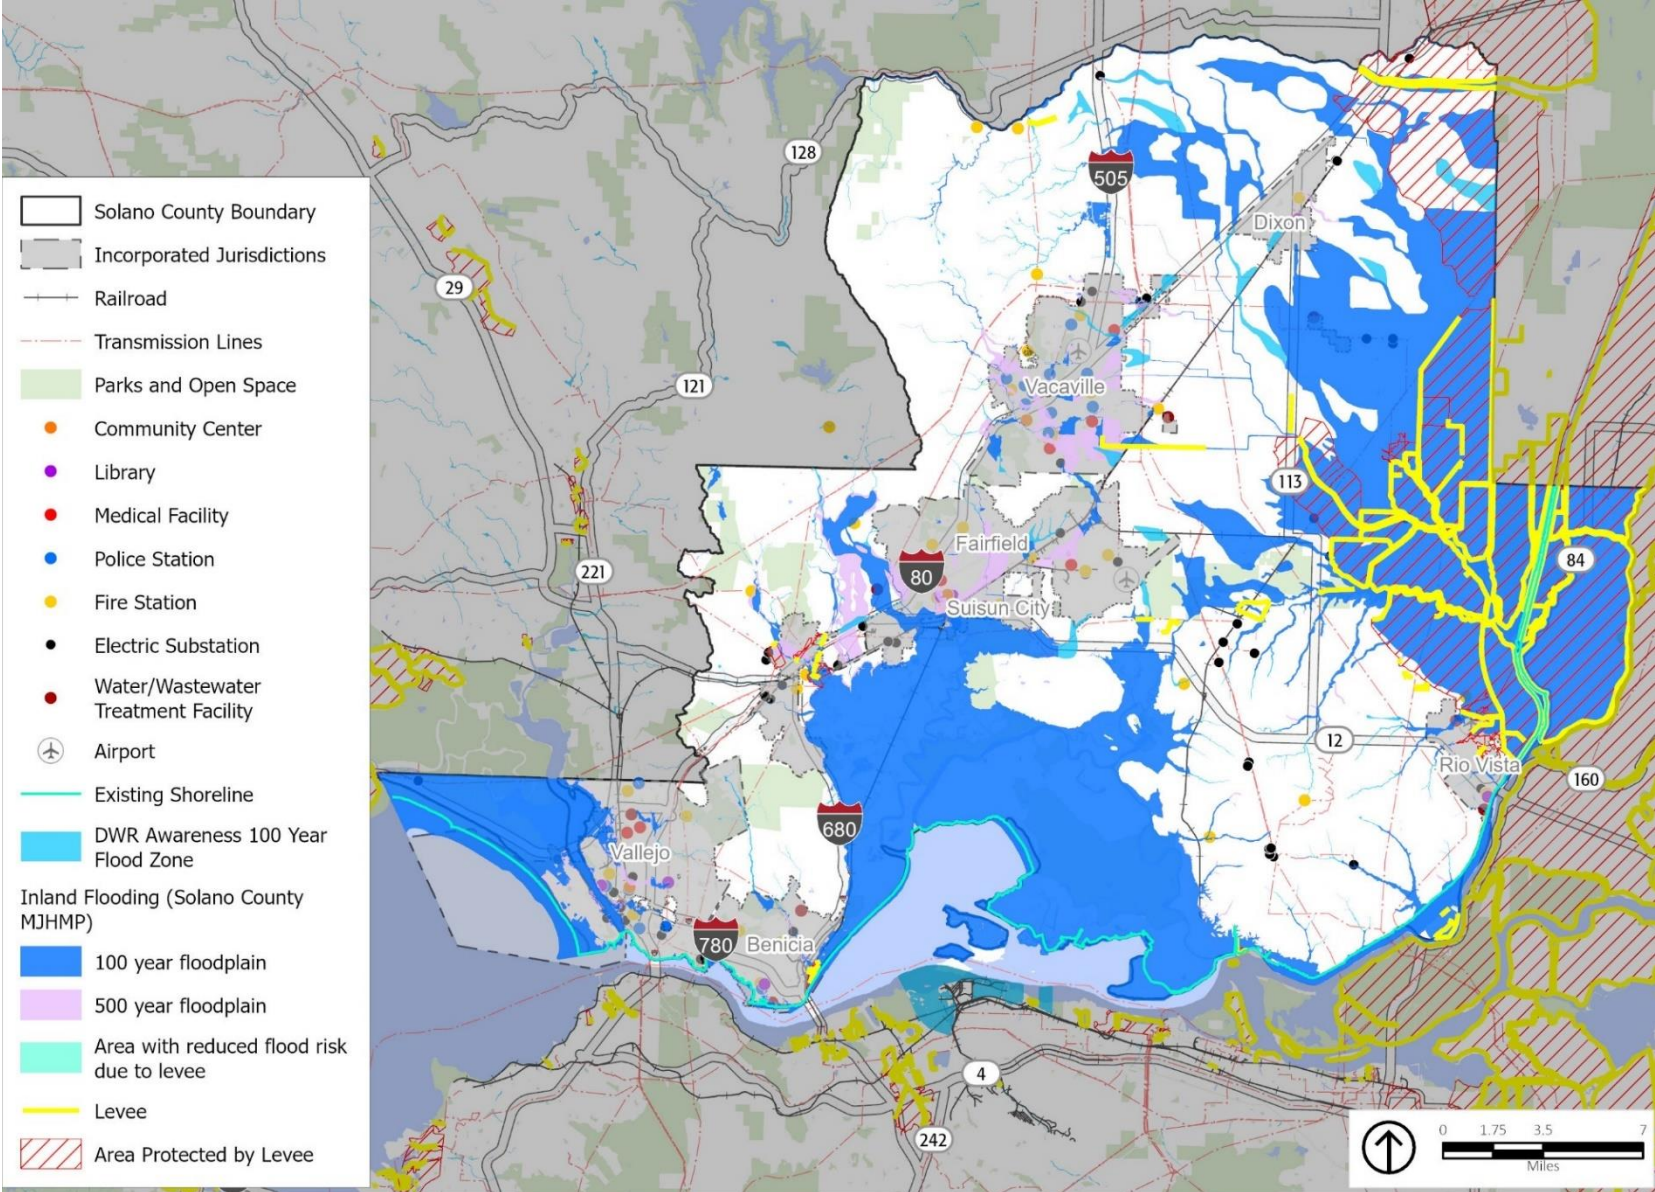 128
505
Dixon
29
121
Vacaville
113
Fairfield
80
221
84
Suisun City
12
Rio Vista
160
680
Vallejo
780
Benicia
4
242
Solano County Boundary
Incorporated Jurisdictions
Railroad
Transmission Lines
Parks and Open Space
Community Center
Library
Medical Facility
Police Station
Fire Station
Electric Substation
Water/Wastewater
Treatment Facility
Airport
Existing Shoreline
DWR Awareness 100 Year
Flood Zone
Inland Flooding (Solano County
MJHMP)
100 year floodplain
500 year floodplain
Area with reduced flood risk
due to levee
Levee
Area Protected by Levee
0 1.75 3.5 7
Miles